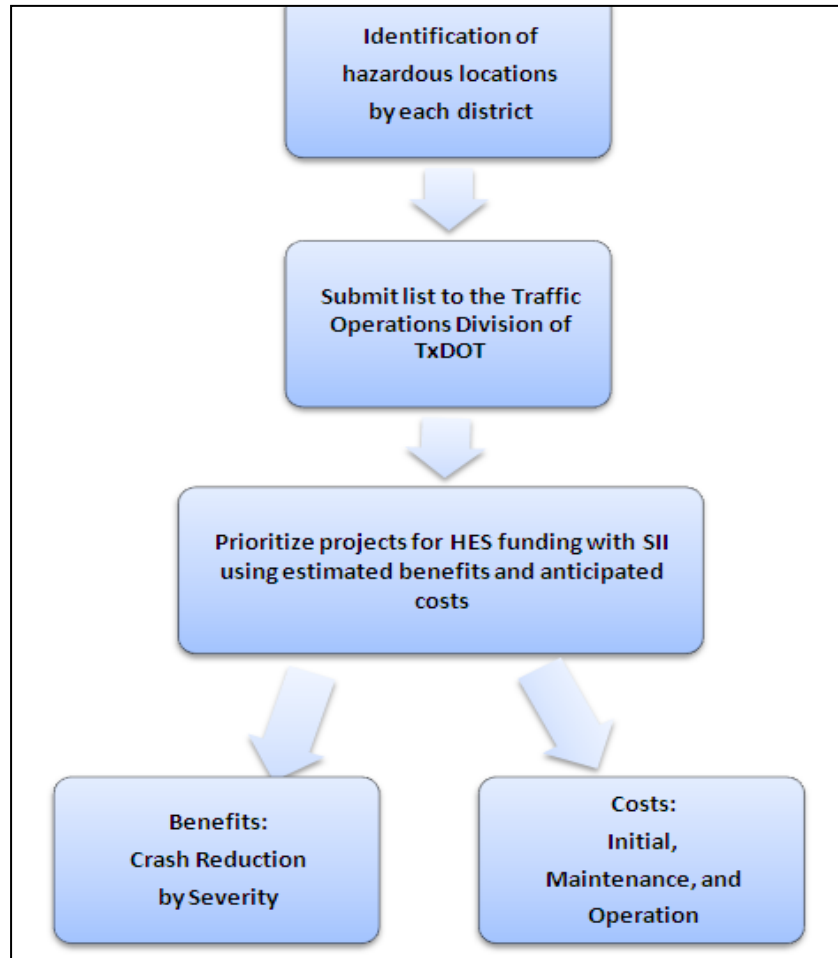 Identification of
hazardous locations
by each district
Submit list to the Traffic
Operations Division of
TxDOT
Prioritize projects for HES funding with SII
using estimated benefits and anticipated
costs
Benefits:
Crash Reduction
by Severity
Costs:
Initial,
Maintenance, and
Operation